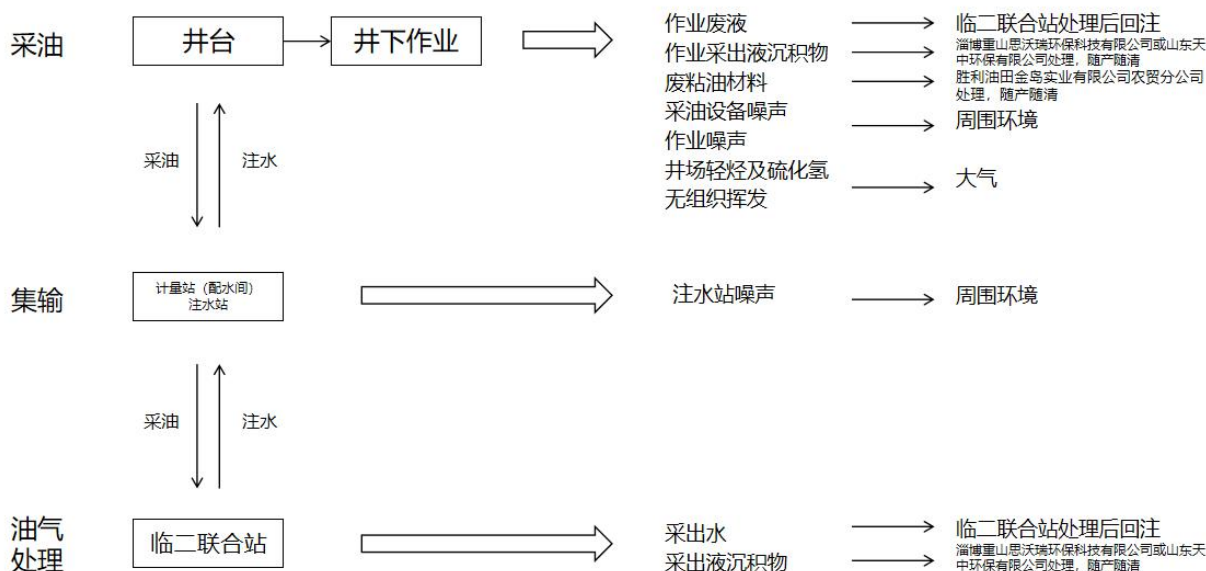 采油
井台
井下作业
作业废液
临二联合站处理后回注
作业采出液沉积物
淄博重山思沃瑞环保科技有限公司或山东天
中环保有限公司处理，随产随清
废粘油材料
胜利油田金岛实业有限公司农贸分公司
处理，随产随清
采油设备噪声
作业噪声
周围环境
井场轻烃及硫化氢
无组织挥发
大气
采油
注水
集输
计量站（配水间）
注水站
注水站噪声
周围环境
采油
注水
油气
处理
临二联合站
采出水
临二联合站处理后回注
采出液沉积物
淄博重山思沃瑞环保科技有限公司或山东天
中环保有限公司处理，随产随清